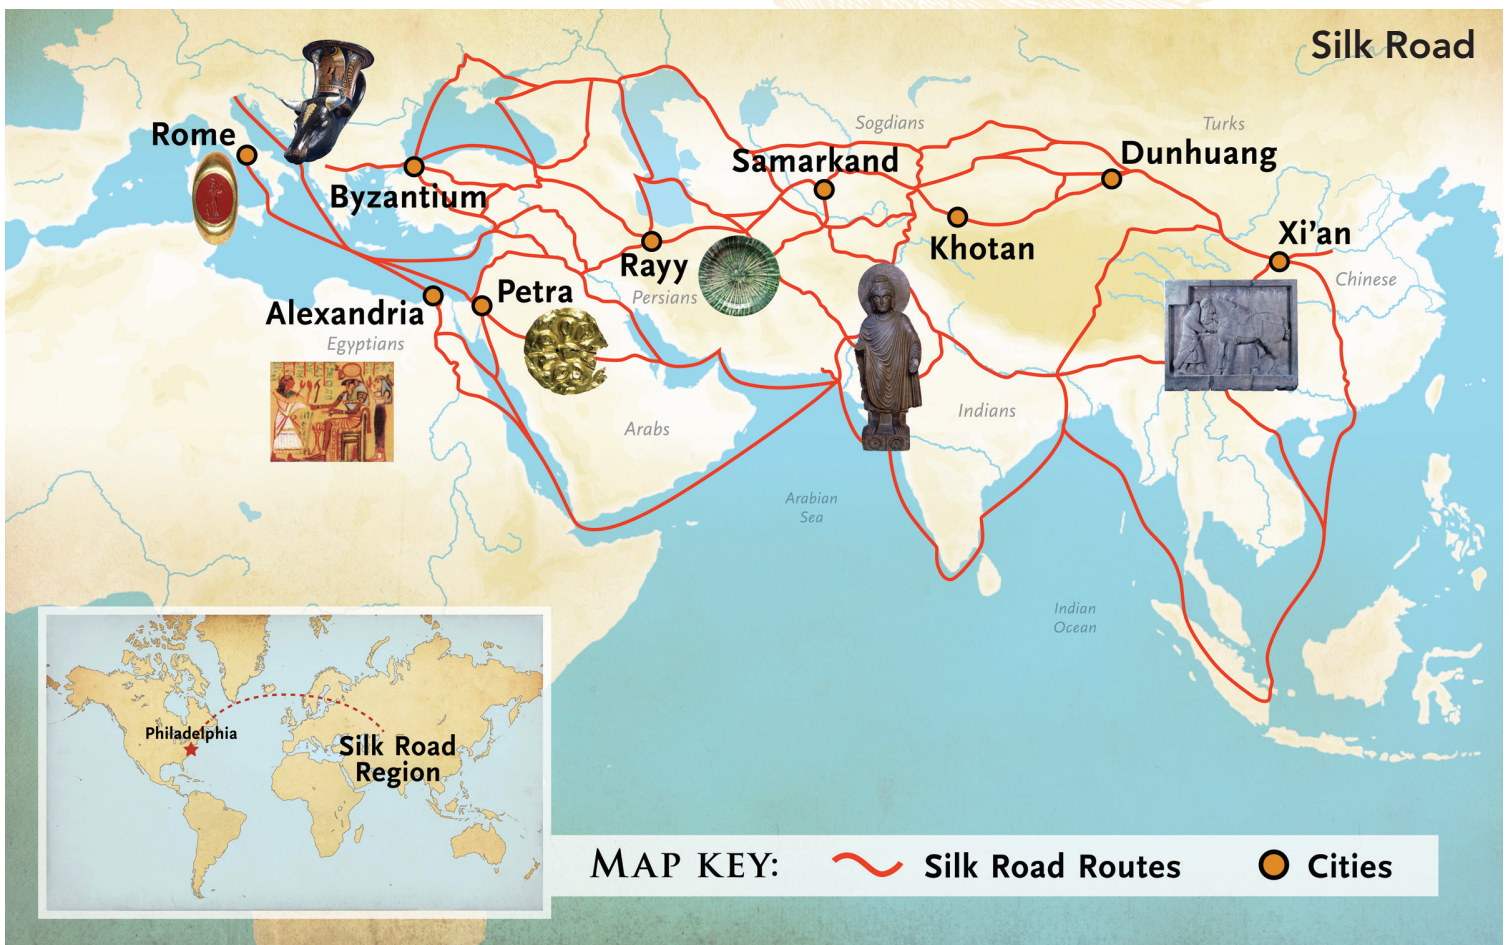 Silk Road
Sogdians
Turks
Rome
Samarkand
Dunhuang
Byzantium
Khotan
Xi'an
Rayy
Persians
Chinese
Petra
Alexandria
Egyptians
Indians
Arabs
Arabian
Sea
Indian
Ocean
Philadelphia
Silk Road
Region
MAP KEY:
Silk Road Routes
Cities